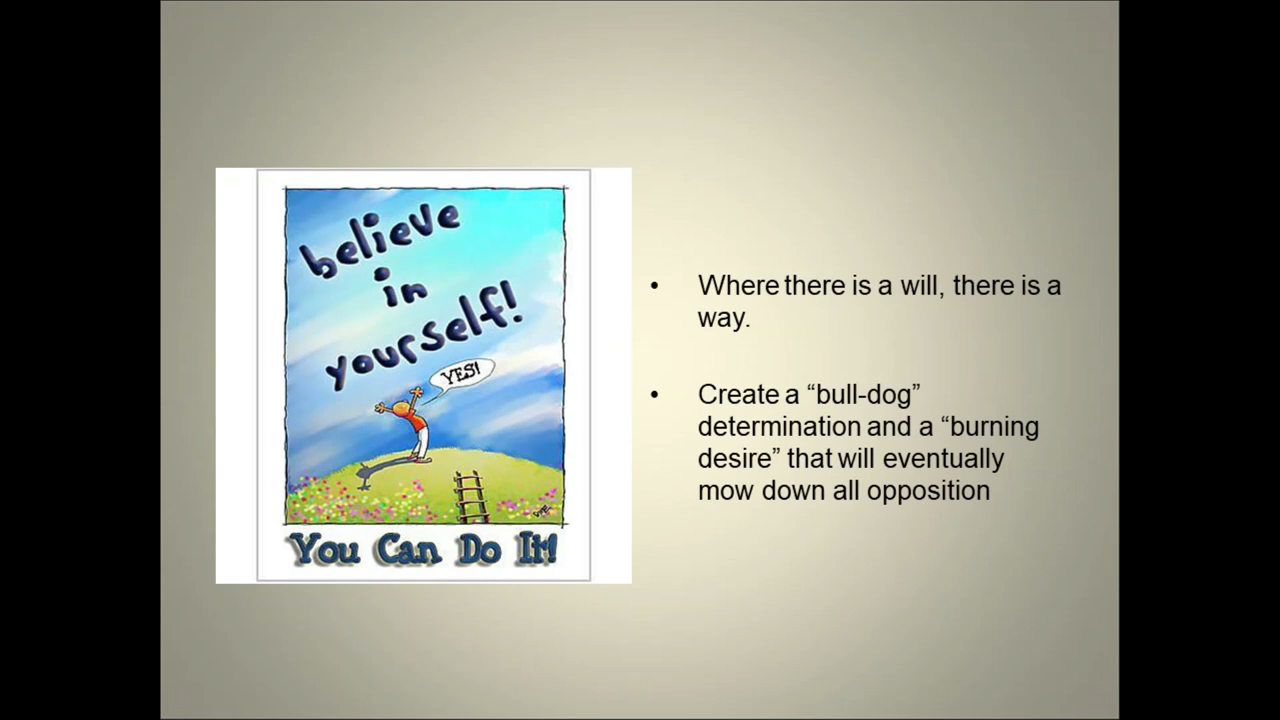 believe
in
yourself!
YES!
You Can Do It!
• Where there is a will, there is a
way.
• Create a “bull-dog”
determination and a “burning
desire” that will eventually
mow down all opposition